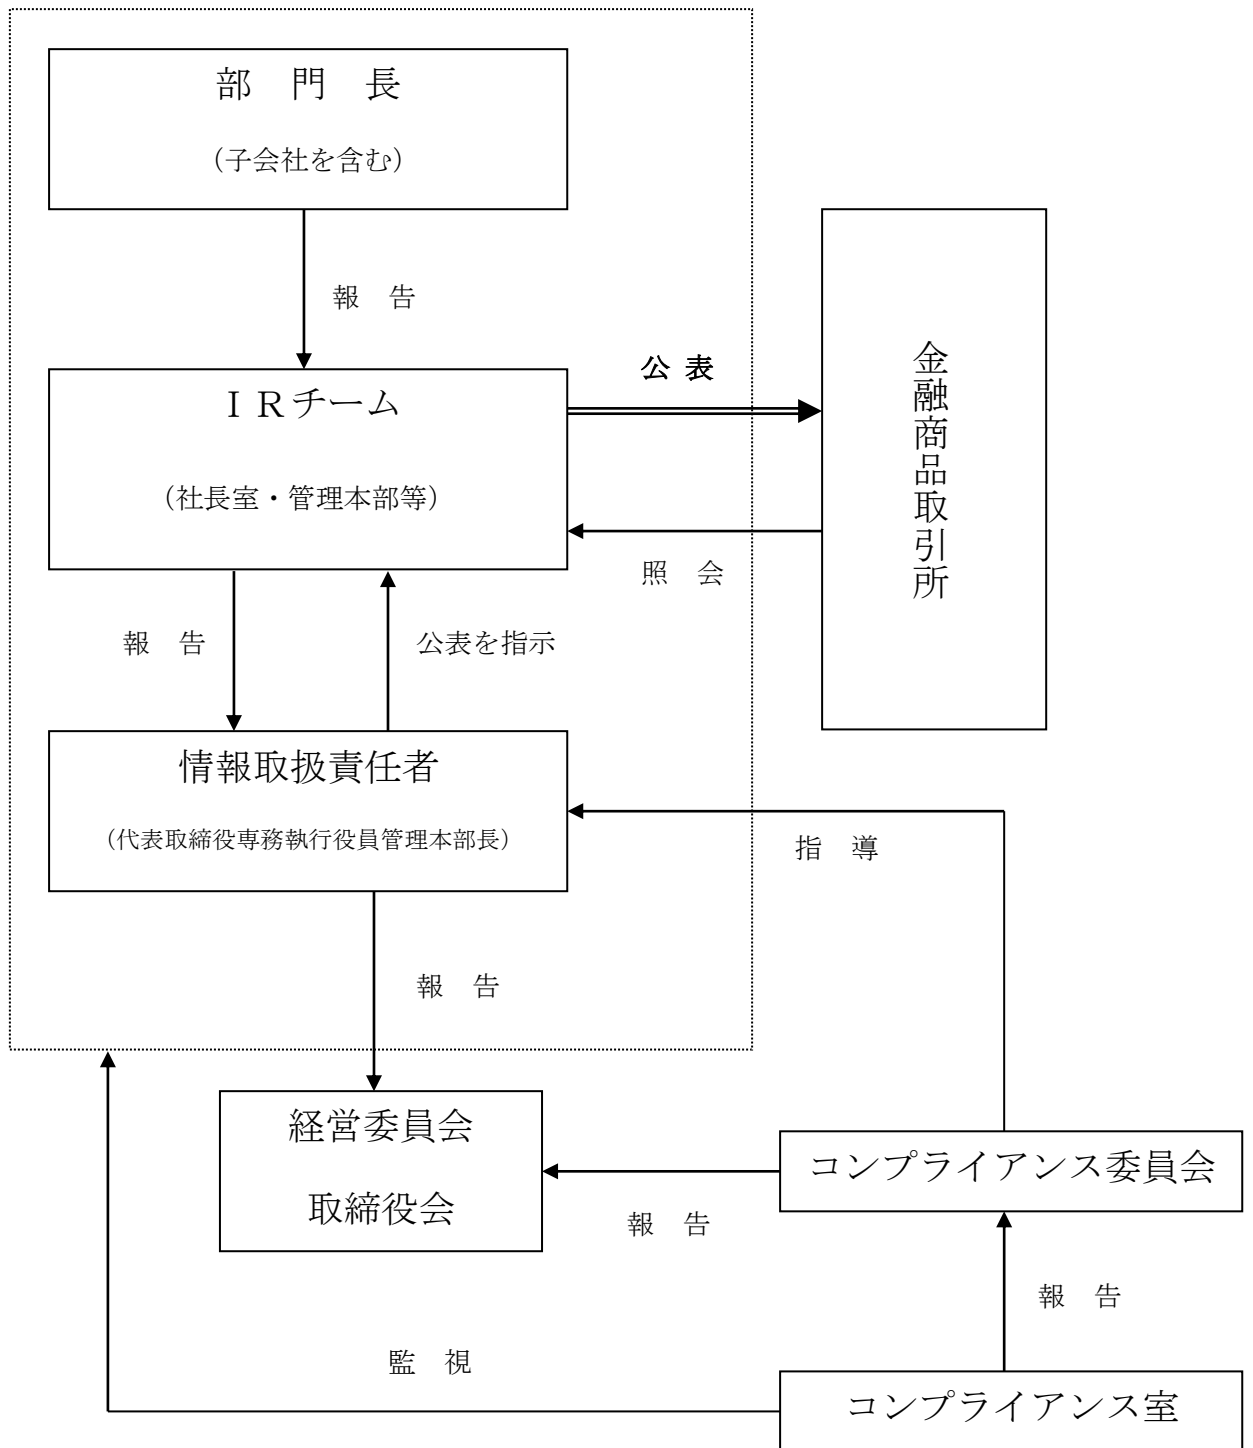 部　門　長
（子会社を含む）
報　告
公 表
ＩＲチーム
（社長室・管理本部等）
金融商品取引所
照　会
報　告
公表を指示
情報取扱責任者
（代表取締役専務執行役員管理本部長）
指　導
報　告
経営委員会
取締役会
コンプライアンス委員会
報　告
報　告
監　視
コンプライアンス室